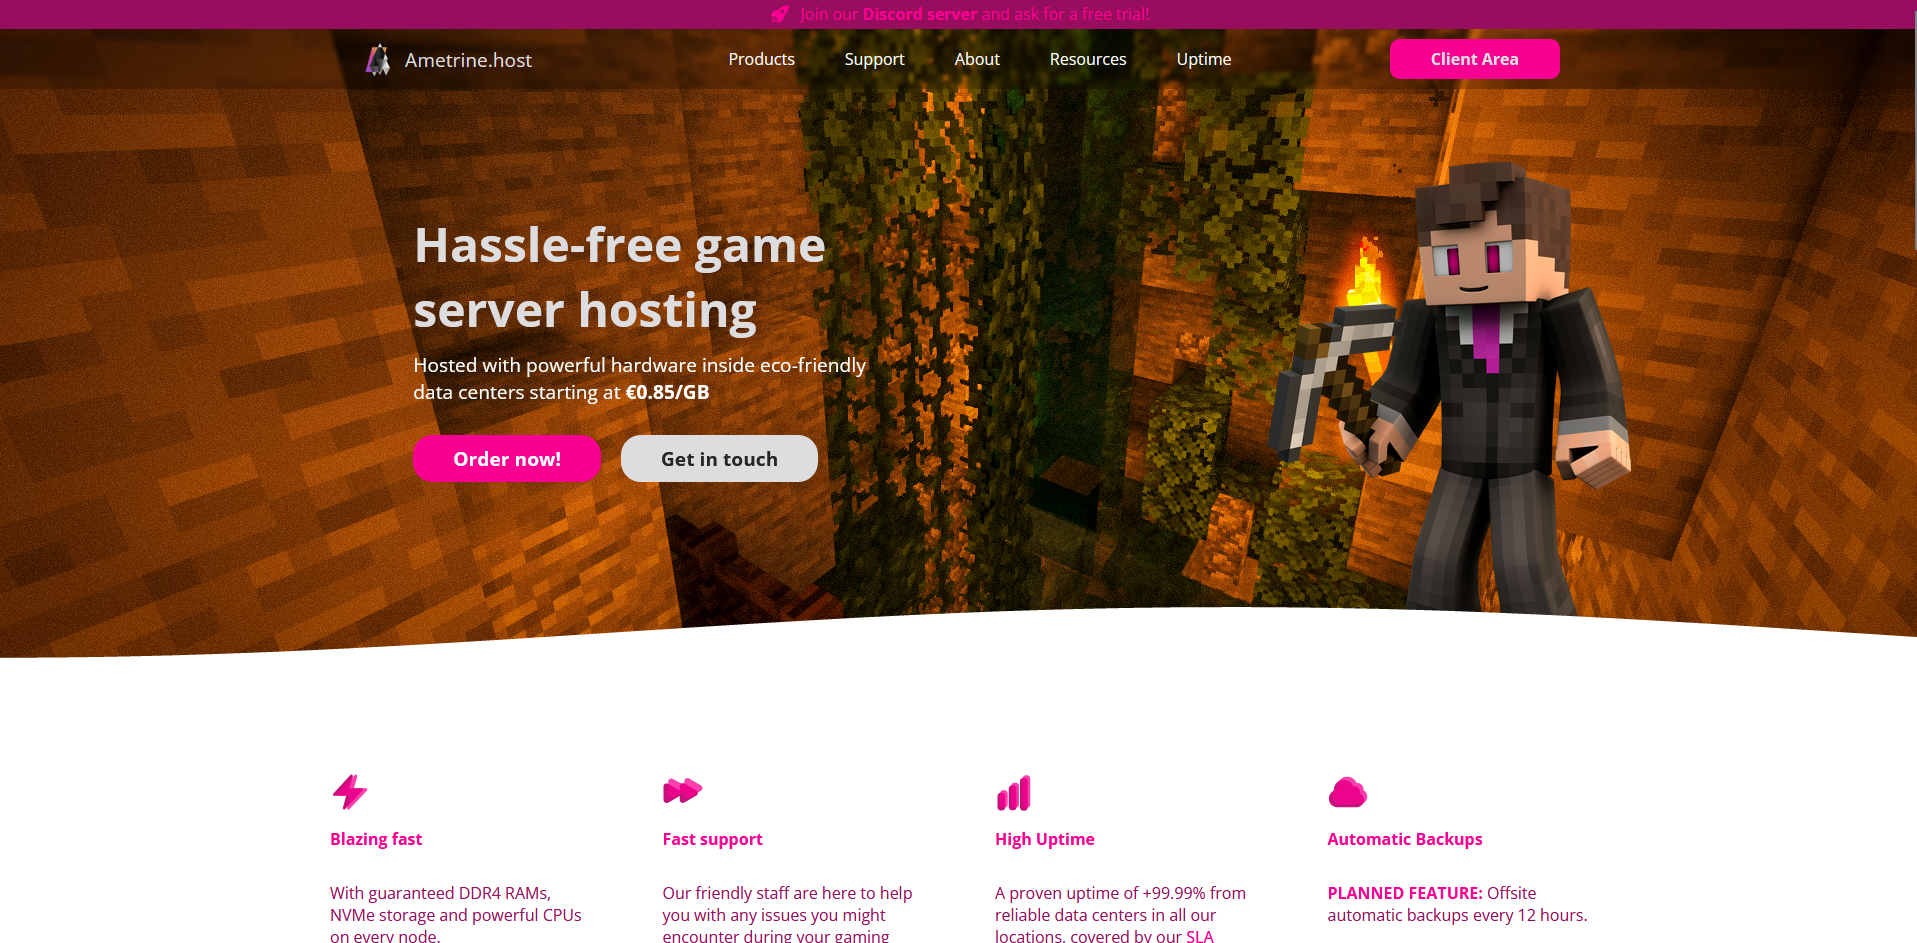 Join our Discord server and ask for a free trial!
Ametrine.host
Products
Support
About
Resources
Uptime
Client Area
Hassle-free game
server hosting
Hosted with powerful hardware inside eco-friendly
data centers starting at €0.85/GB
Order now!
Get in touch
Blazing fast
With guaranteed DDR4 RAMs,
NVMe storage and powerful CPUs
on every node.
Fast support
Our friendly staff are here to help
you with any issues you might
encounter during your gaming
High Uptime
A proven uptime of +99.99% from
reliable data centers in all our
locations, covered by our SLA
Automatic Backups
PLANNED FEATURE: Offsite
automatic backups every 12 hours.